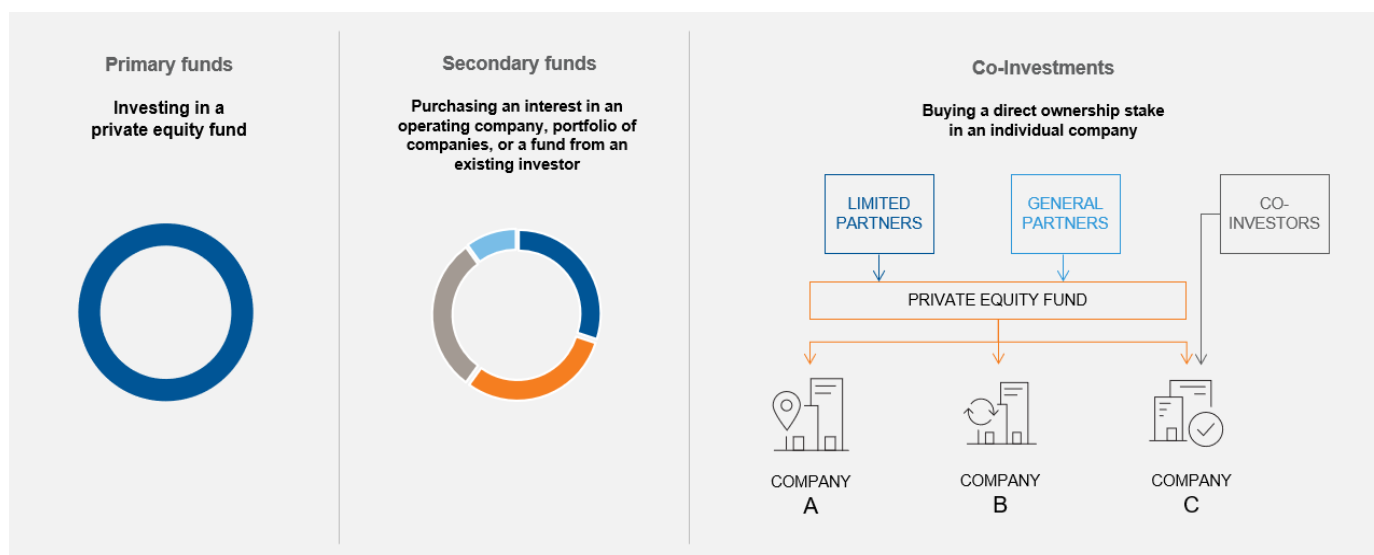 Primary funds
Investing in a
private equity fund
Secondary funds
Purchasing an interest in an
operating company, portfolio of
companies, or a fund from an
existing investor
Co-Investments
Buying a direct ownership stake
in an individual company
LIMITED
PARTNERS
GENERAL
PARTNERS
CO-
INVESTORS
PRIVATE EQUITY FUND
COMPANY
A
COMPANY
B
COMPANY
C